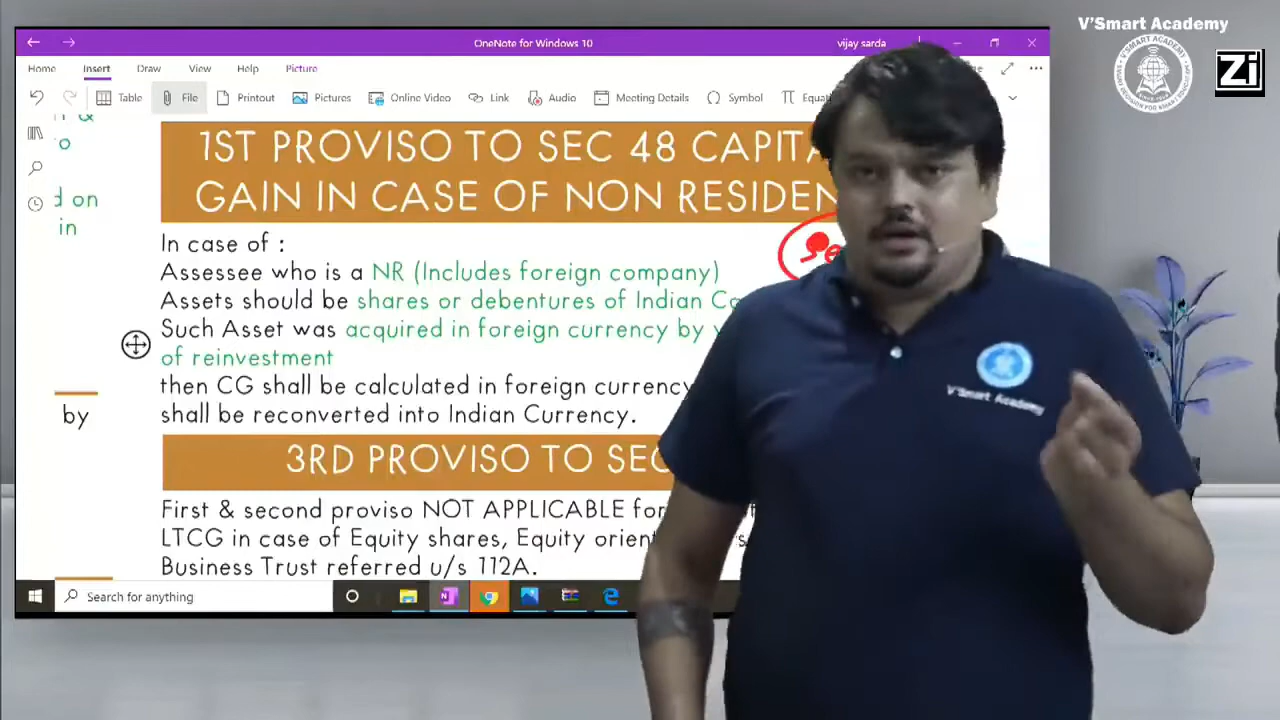 V'Smart Academy
OneNote for Windows 10
vijay sarda
Home Insert Draw View Help Picture
Table File Printout Pictures Online Video Link Audio Meeting Details Symbol
1ST PROVISO TO SEC 48
GAIN IN CASE OF NON
In case of :
Assessee who is a NR (Includes foreign company)
Assets should be shares or debentures of Indian
Such Asset was acquired in foreign currency by
of reinvestment
then CG shall be calculated in foreign currency
shall be reconverted into Indian Currency.
3RD PROVISO TO
First & second proviso NOT APPLICABLE for
LTCG in case of Equity shares, Equity
Business Trust referred u/s 112A.
&
o
on
in
by
Search for anything
Zi
V'Smart Academy